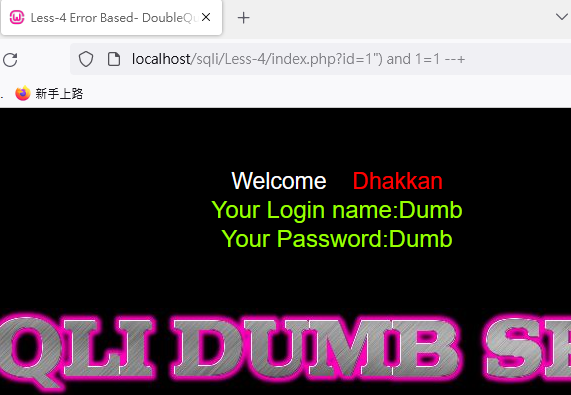 Less-4 Error Based- DoubleQu
localhost/sqli/Less-4/index.php?id=1") and 1=1 --+
新手上路
Welcome Dhakkan
Your Login name:Dumb
Your Password:Dumb
QLI DUMB SE